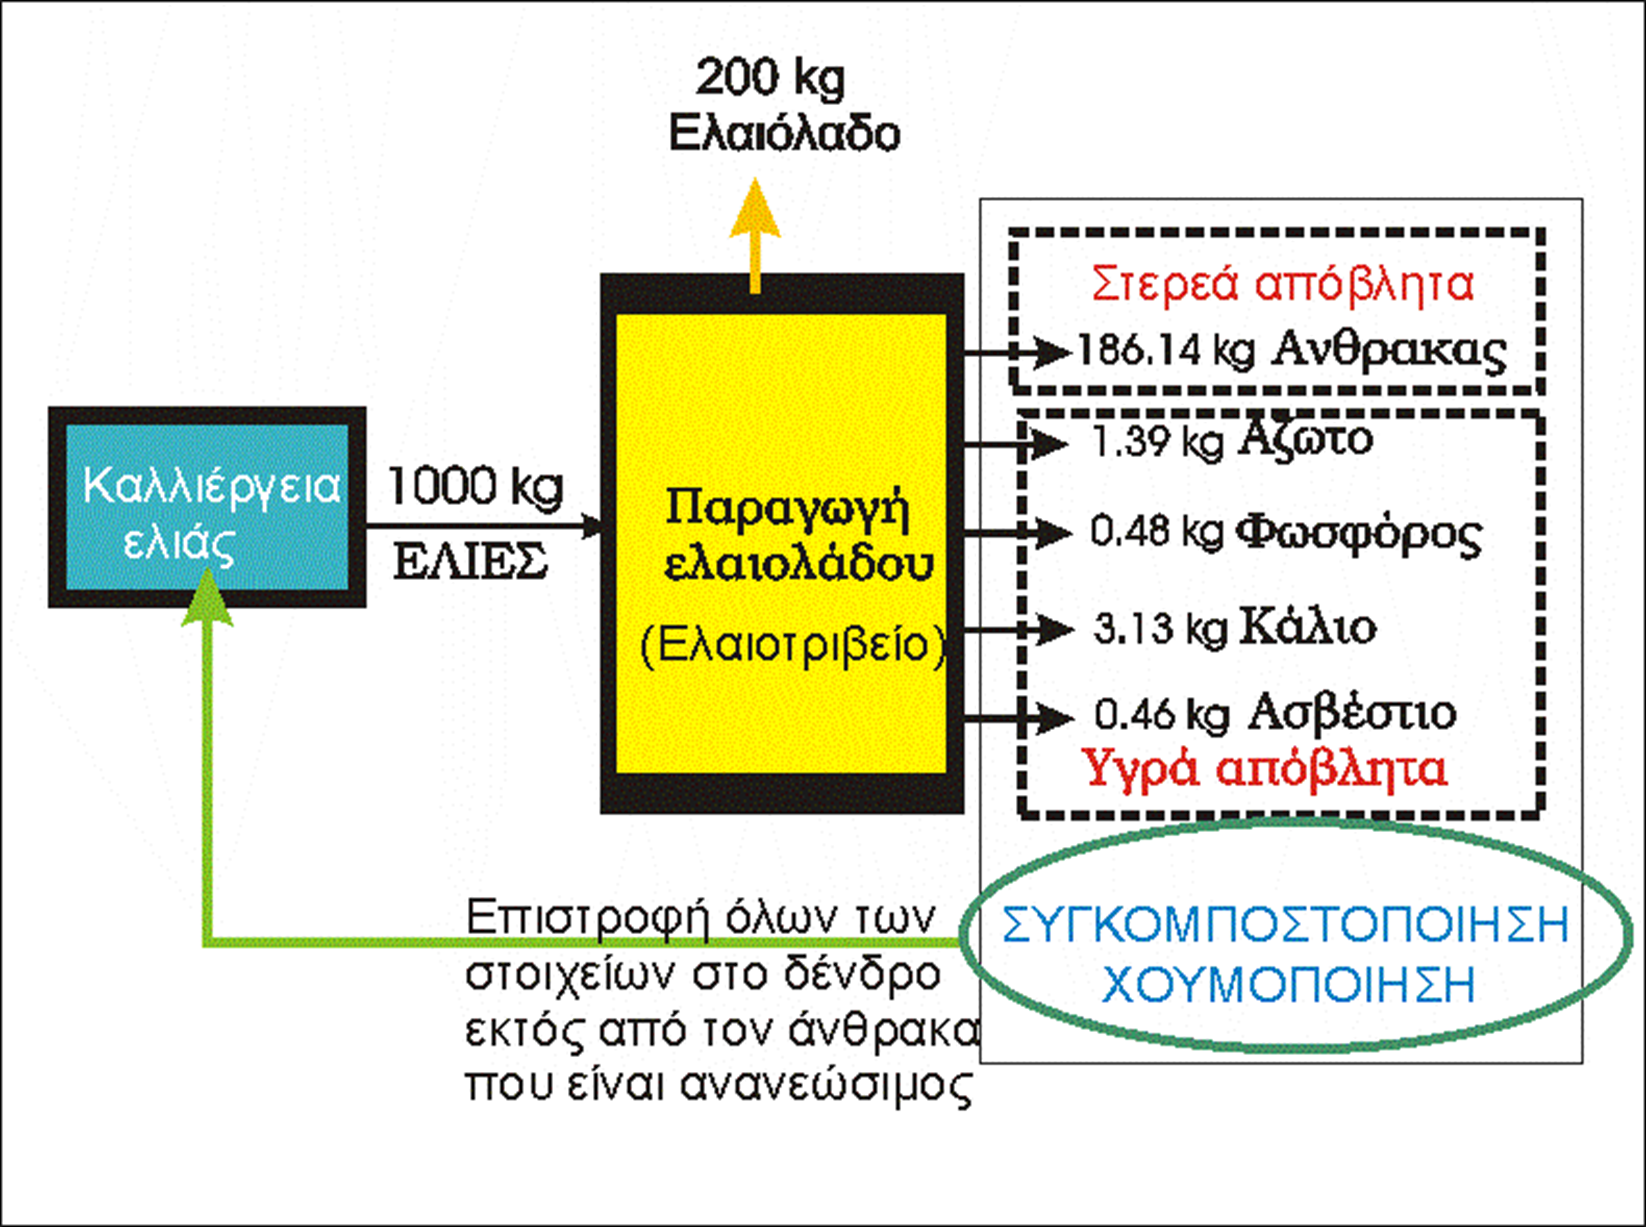 200 kg
Ελαιόλαδο
Στερεά απόβλητα
186.14 kg Ανθρακας
1.39 kg Αζωτο
0.48 kg Φωσφόρος
3.13 kg Κάλιο
0.46 kg Ασβέστιο
Υγρά απόβλητα
Καλλιέργεια
ελιάς
1000 kg
ΕΛΙΕΣ
Παραγωγή
ελαιολάδου
(Ελαιοτριβείο)
Επιστροφή όλων των
στοιχείων στο δένδρο
εκτός από τον άνθρακα
που είναι ανανεώσιμος
ΣΥΓΚΟΜΠΟΣΤΟΠΟΙΗΣΗ
ΧΟΥΜΟΠΟΙΗΣΗ